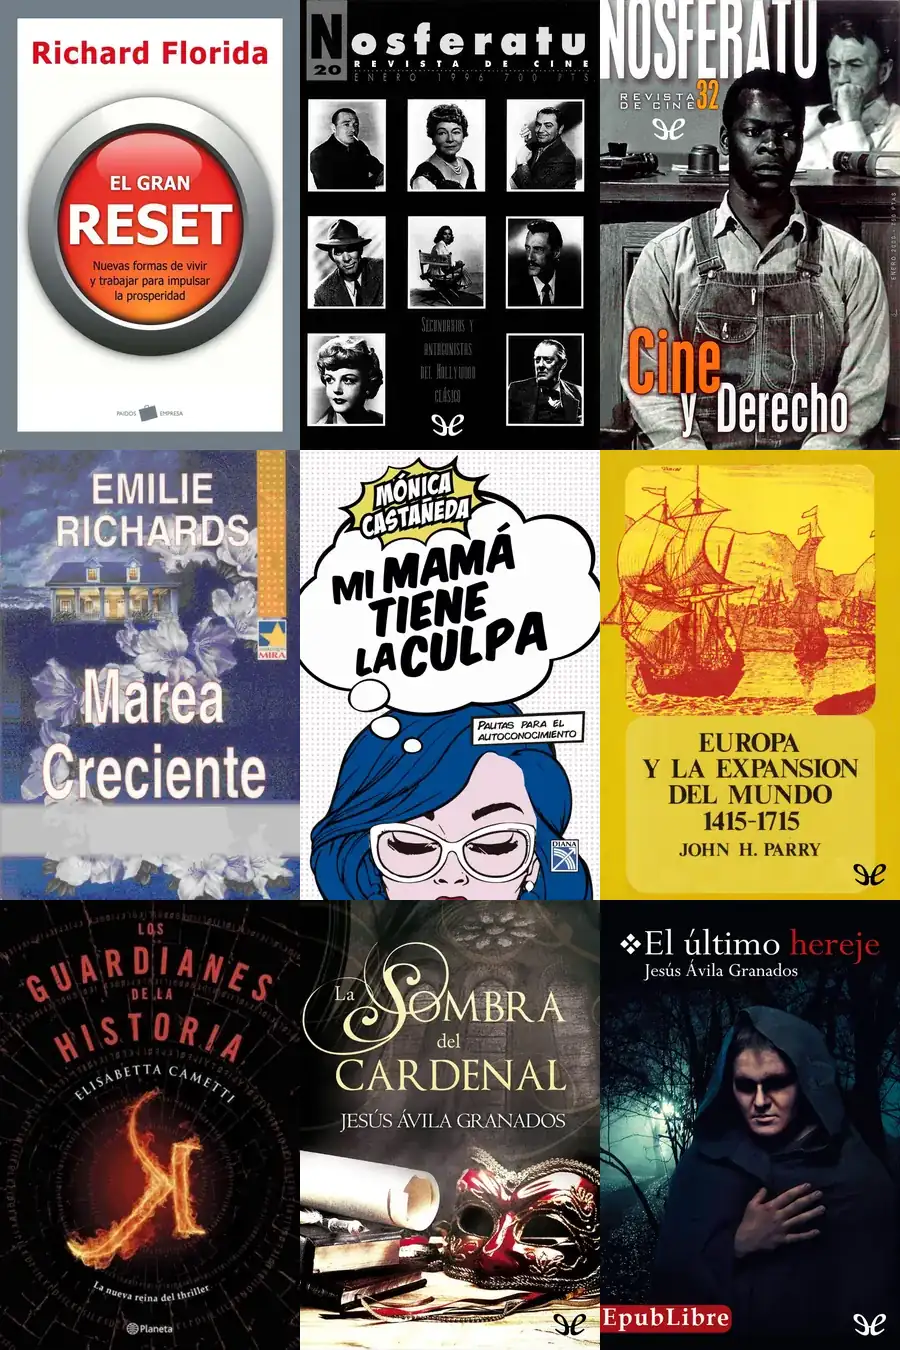 Richard Florida
EL GRAN
RESET
Nuevas formas de vivir
y trabajar para impulsar
la prosperidad
PAIDÓS EMPRESA
Nosferatu
20
REVISTA DE CINE
ENERO 1996 700 PTS.
Secundarios y
antagonistas
del Hollywood
clásico
NOSFERATU
REVISTA
DE CINE 32
Cine
y Derecho
EMILIE
RICHARDS
MIRA
Marea
Creciente
MÓNICA
CASTAÑEDA
MI MAMÁ
TIENE
LA CULPA
PAUTAS PARA EL
AUTOCONOCIMIENTO
DIANA
EUROPA
Y LA EXPANSION
DEL MUNDO
1415-1715
JOHN H. PARRY
LOS
GUARDIANES
DE LA
HISTORIA
ELISABETTA CAMETTI
La nueva reina del thriller
Planeta
La Sombra
del
CARDENAL
JESÚS ÁVILA GRANADOS
El último hereje
Jesús Ávila Granados
EpubLibre